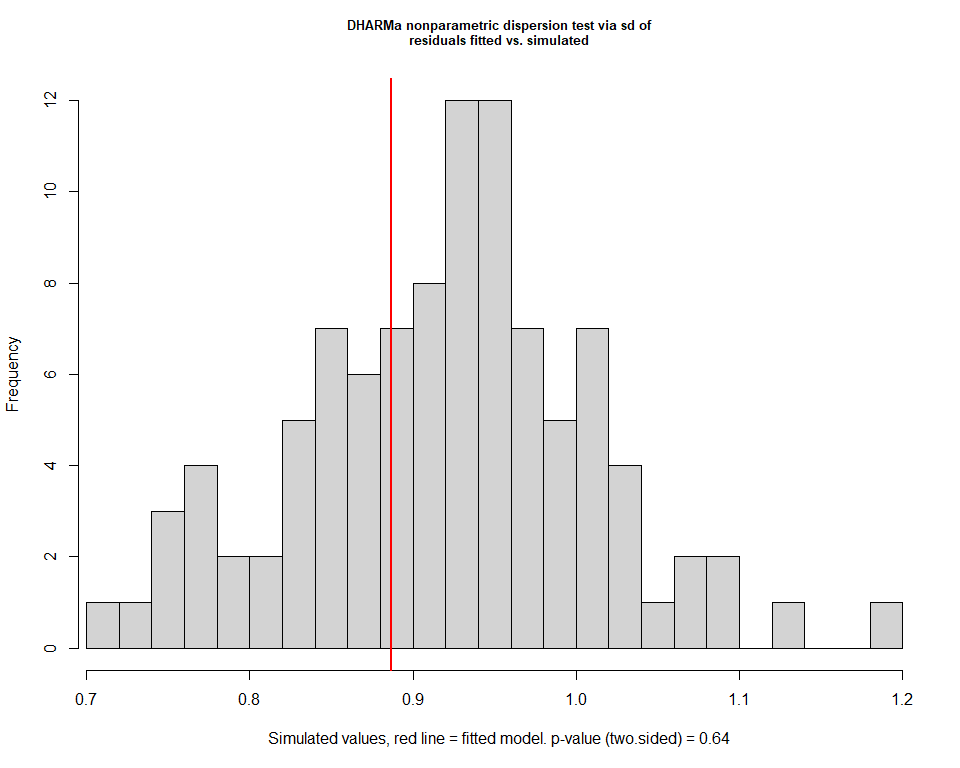 DHARMa nonparametric dispersion test via sd of
residuals fitted vs. simulated
12
10
8
6
4
2
0
Frequency
0.7 0.8 0.9 1.0 1.1 1.2
Simulated values, red line = fitted model. p-value (two.sided) = 0.64